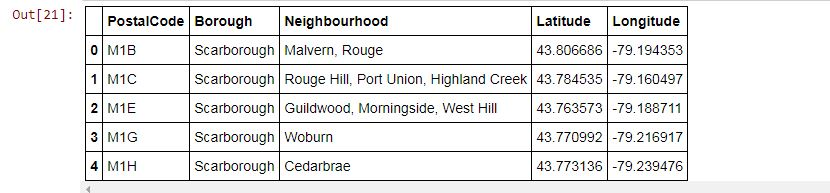 Out[21]:
PostalCode Borough Neighbourhood Latitude Longitude
0 M1B Scarborough Malvern, Rouge 43.806686 -79.194353
1 M1C Scarborough Rouge Hill, Port Union, Highland Creek 43.784535 -79.160497
2 M1E Scarborough Guildwood, Morningside, West Hill 43.763573 -79.188711
3 M1G Scarborough Woburn 43.770992 -79.216917
4 M1H Scarborough Cedarbrae 43.773136 -79.239476